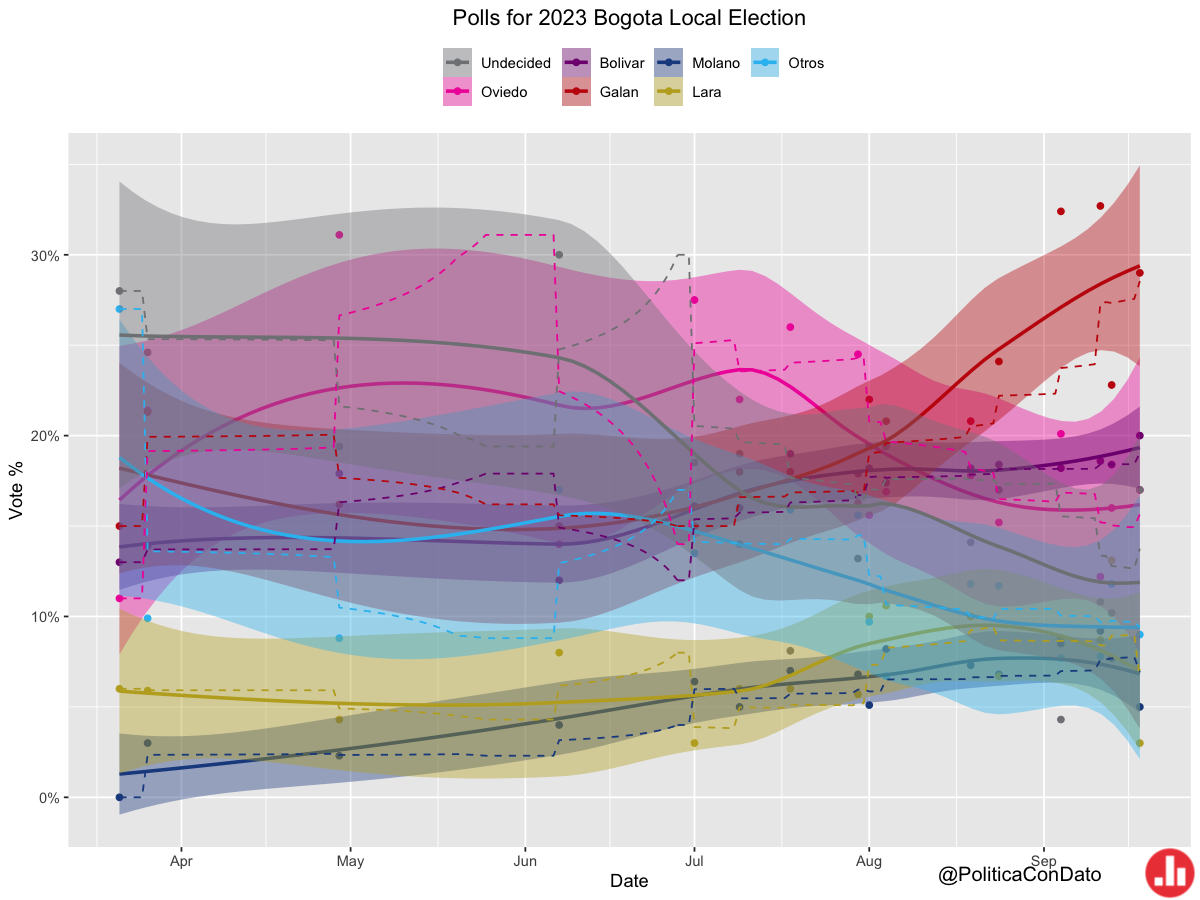 Polls for 2023 Bogota Local Election
Undecided Bolivar Molano Otros
Oviedo Galan Lara
30%
20%
10%
0%
Vote %
Apr May Jun Jul Aug Sep
Date
@PoliticaConDato